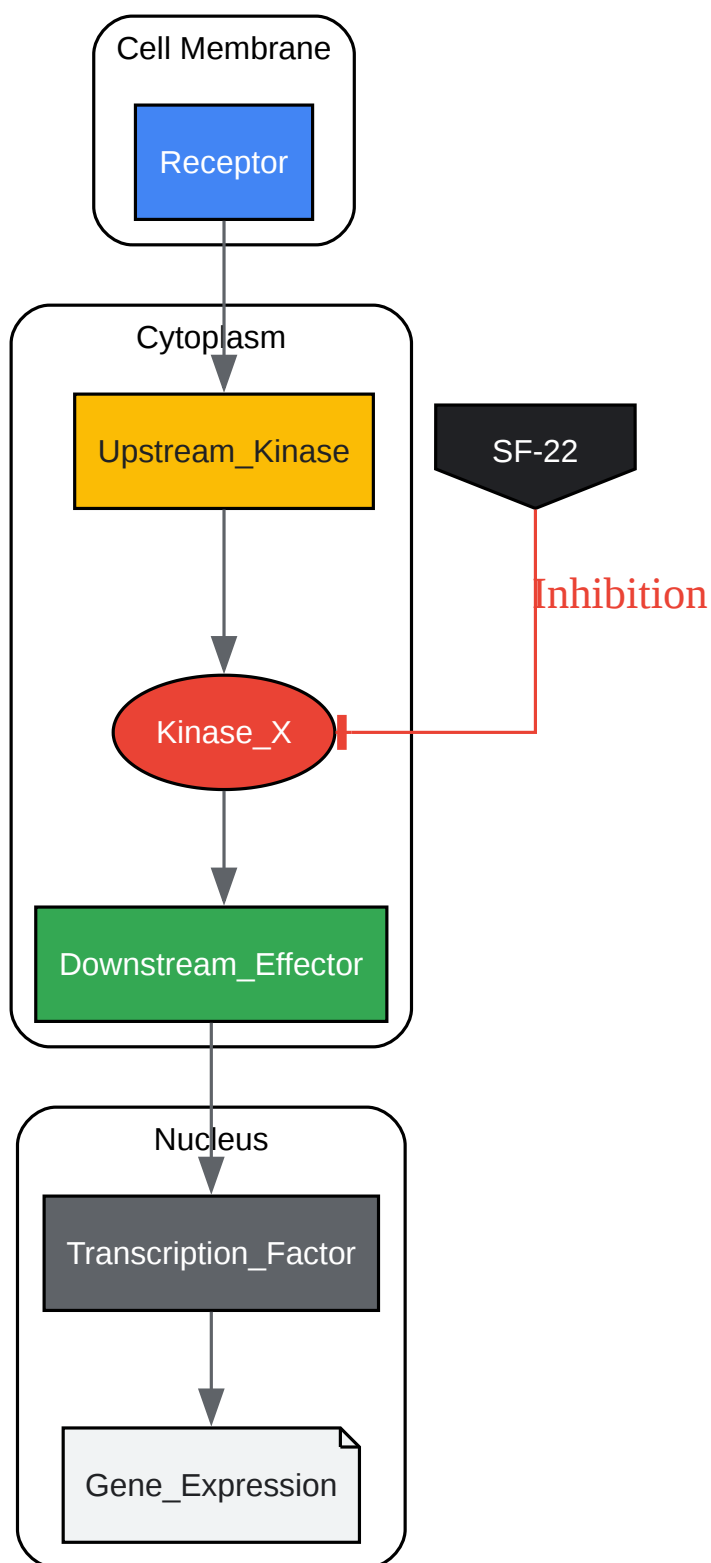 Cell Membrane
Receptor
Cytoplasm
Upstream_Kinase
SF-22
Inhibition
Kinase_X
Downstream_Effector
Nucleus
Transcription_Factor
Gene_Expression